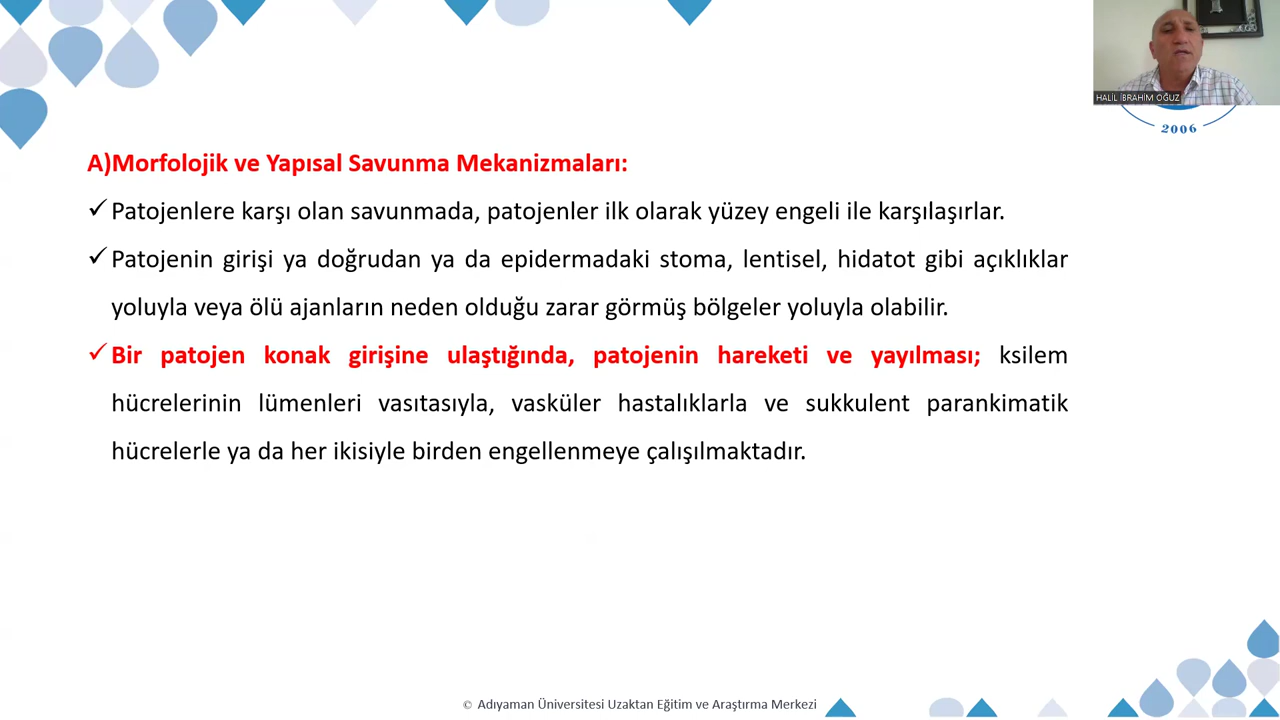 HALİL İBRAHİM OĞUZ
2006
A)Morfolojik ve Yapısal Savunma Mekanizmaları:
✓ Patojenlere karşı olan savunmada, patojenler ilk olarak yüzey engeli ile karşılaşırlar.
✓ Patojenin girişi ya doğrudan ya da epidermadaki stoma, lentisel, hidatot gibi açıklıklar
yoluyla veya ölü ajanların neden olduğu zarar görmüş bölgeler yoluyla olabilir.
✓ Bir patojen konak girişine ulaştığında, patojenin hareketi ve yayılması; ksilem
hücrelerinin lümenleri vasıtasıyla, vasküler hastalıklarla ve sukkulent parankimatik
hücrelerle ya da her ikisiyle birden engellenmeye çalışılmaktadır.
© Adıyaman Üniversitesi Uzaktan Eğitim ve Araştırma Merkezi